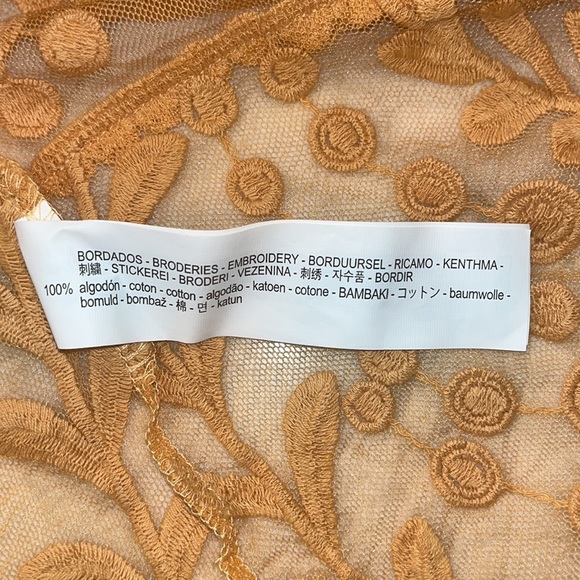 BORDADOS - BRODERIES - EMBROIDERY - BORDUURSEL - RICAMO - KENTHMA -
刺繍 - STICKEREI - BRODERI - VEZENINA - 刺绣 - 자수품 - BORDIR
100% algodón - coton - cotton - algodão - katoen - cotone - BAMBAKI - コットン - baumwolle -
bomuld - bombaž - 棉 - 면 - katun